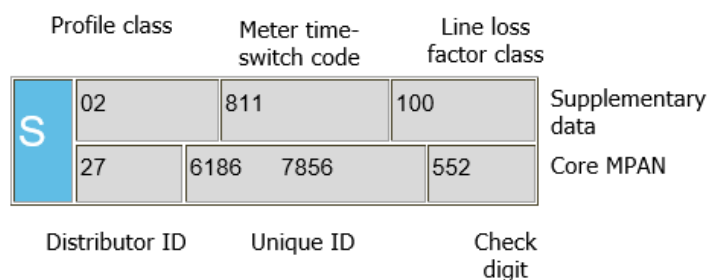 Profile class
Meter time-
switch code
Line loss
factor class
S
02
811
100
Supplementary
data
27
6186 7856
552
Core MPAN
Distributor ID
Unique ID
Check
digit